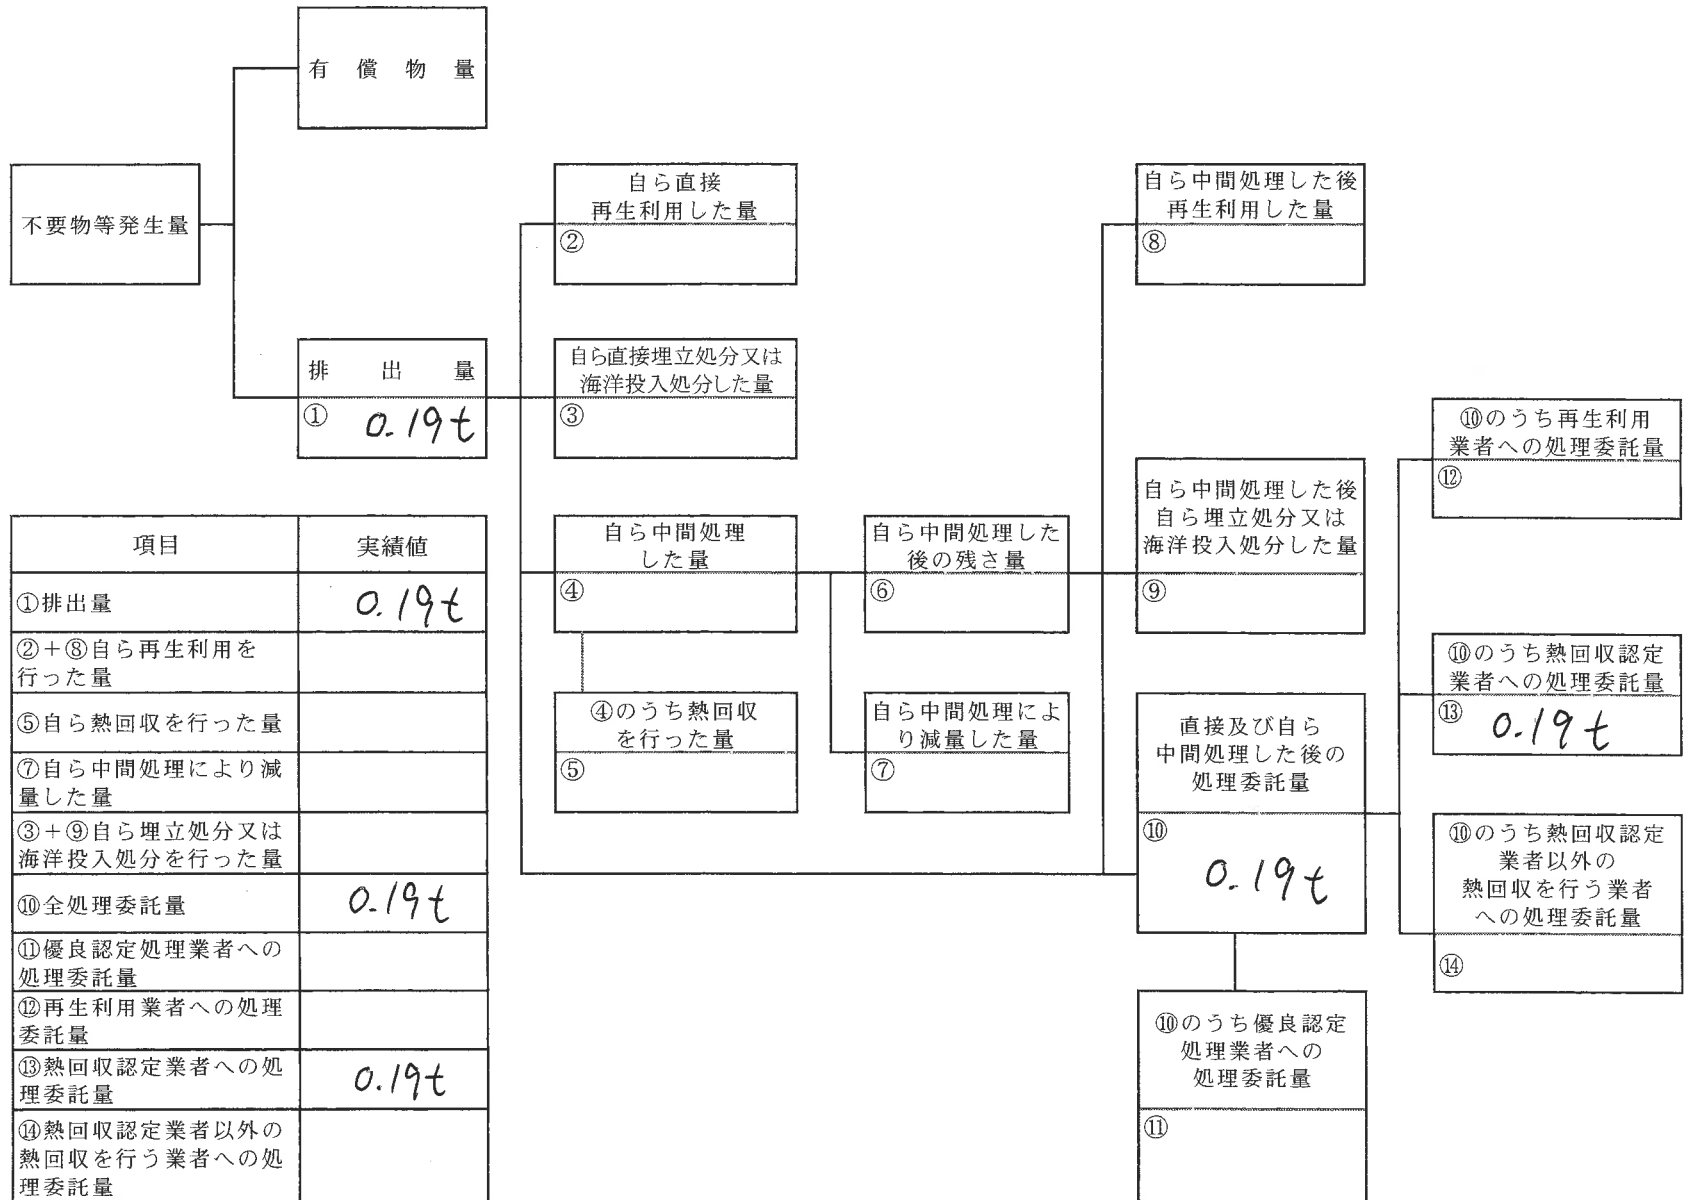 有償物量
不要物等発生量
排出量
① 0.19t
自ら直接
再生利用した量
②
自ら直接埋立処分又は
海洋投入処分した量
③
自ら中間処理
した量
④
④のうち熱回収
を行った量
⑤
自ら中間処理した
後の残さ量
⑥
自ら中間処理によ
り減量した量
⑦
自ら中間処理した後
再生利用した量
⑧
自ら中間処理した後
自ら埋立処分又は
海洋投入処分した量
⑨
直接及び自ら
中間処理した後の
処理委託量
⑩
0.19t
⑩のうち優良認定
処理業者への
処理委託量
⑪
⑩のうち再生利用
業者への処理委託量
⑫
⑩のうち熱回収認定
業者への処理委託量
⑬ 0.19t
⑩のうち熱回収認定
業者以外の
熱回収を行う業者
への処理委託量
⑭
項目 実績値
①排出量 0.19t
②+⑧自ら再生利用を
行った量
⑤自ら熱回収を行った量
⑦自ら中間処理により減
量した量
③+⑨自ら埋立処分又は
海洋投入処分を行った量
⑩全処理委託量 0.19t
⑪優良認定処理業者への
処理委託量
⑫再生利用業者への処理
委託量
⑬熱回収認定業者への処
理委託量 0.19t
⑭熱回収認定業者以外の
熱回収を行う業者への処
理委託量